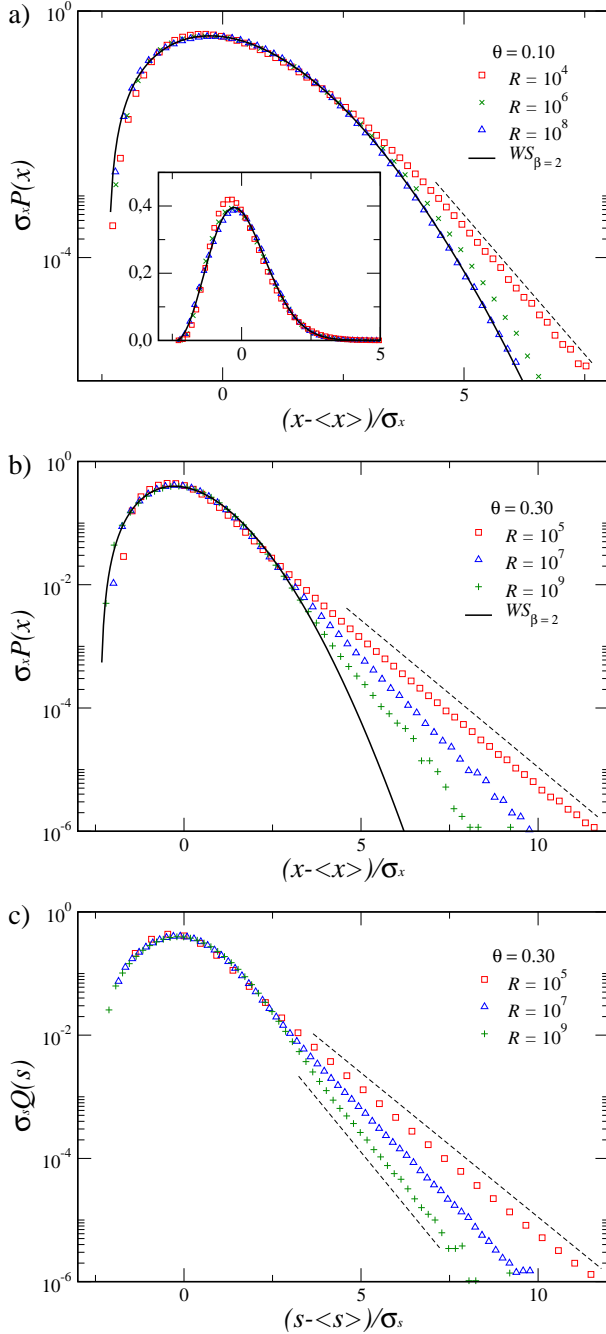 a)
10^0
10^-4
σ_xP(x)
θ = 0.10
R = 10^4
R = 10^6
R = 10^8
WS_β = 2
0,4
0,2
0,0
0
5
0
5
(x-<x>)/σ_x
b)
10^0
10^-2
10^-4
10^-6
σ_xP(x)
θ = 0.30
R = 10^5
R = 10^7
R = 10^9
WS_β = 2
0
5
10
(x-<x>)/σ_x
c)
10^0
10^-2
10^-4
10^-6
σ_sQ(s)
θ = 0.30
R = 10^5
R = 10^7
R = 10^9
0
5
10
(s-<s>)/σ_s